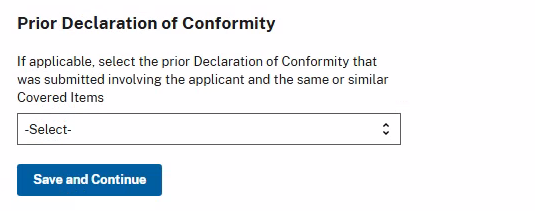 Prior Declaration of Conformity
If applicable, select the prior Declaration of Conformity that
was submitted involving the applicant and the same or similar
Covered Items
-Select-
Save and Continue